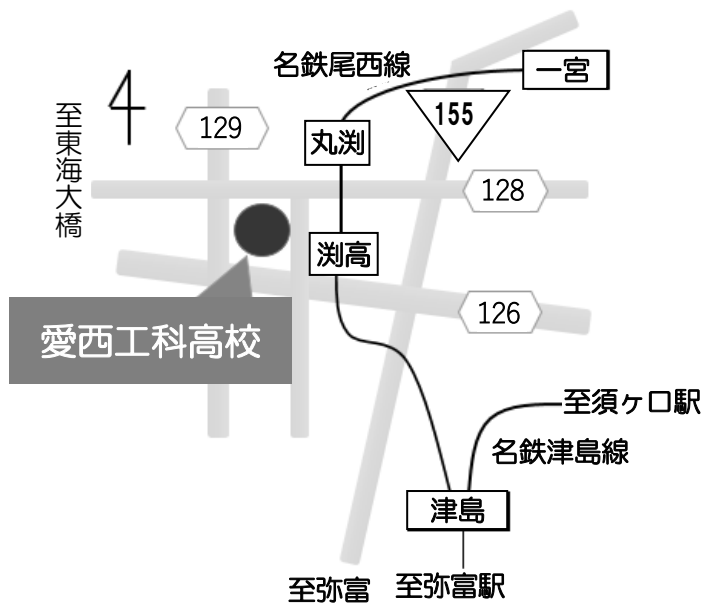 名鉄尾西線
一宮
至東海大橋
129
155
丸渕
128
渕高
126
愛西工科高校
至須ヶ口駅
名鉄津島線
津島
至弥富
至弥富駅